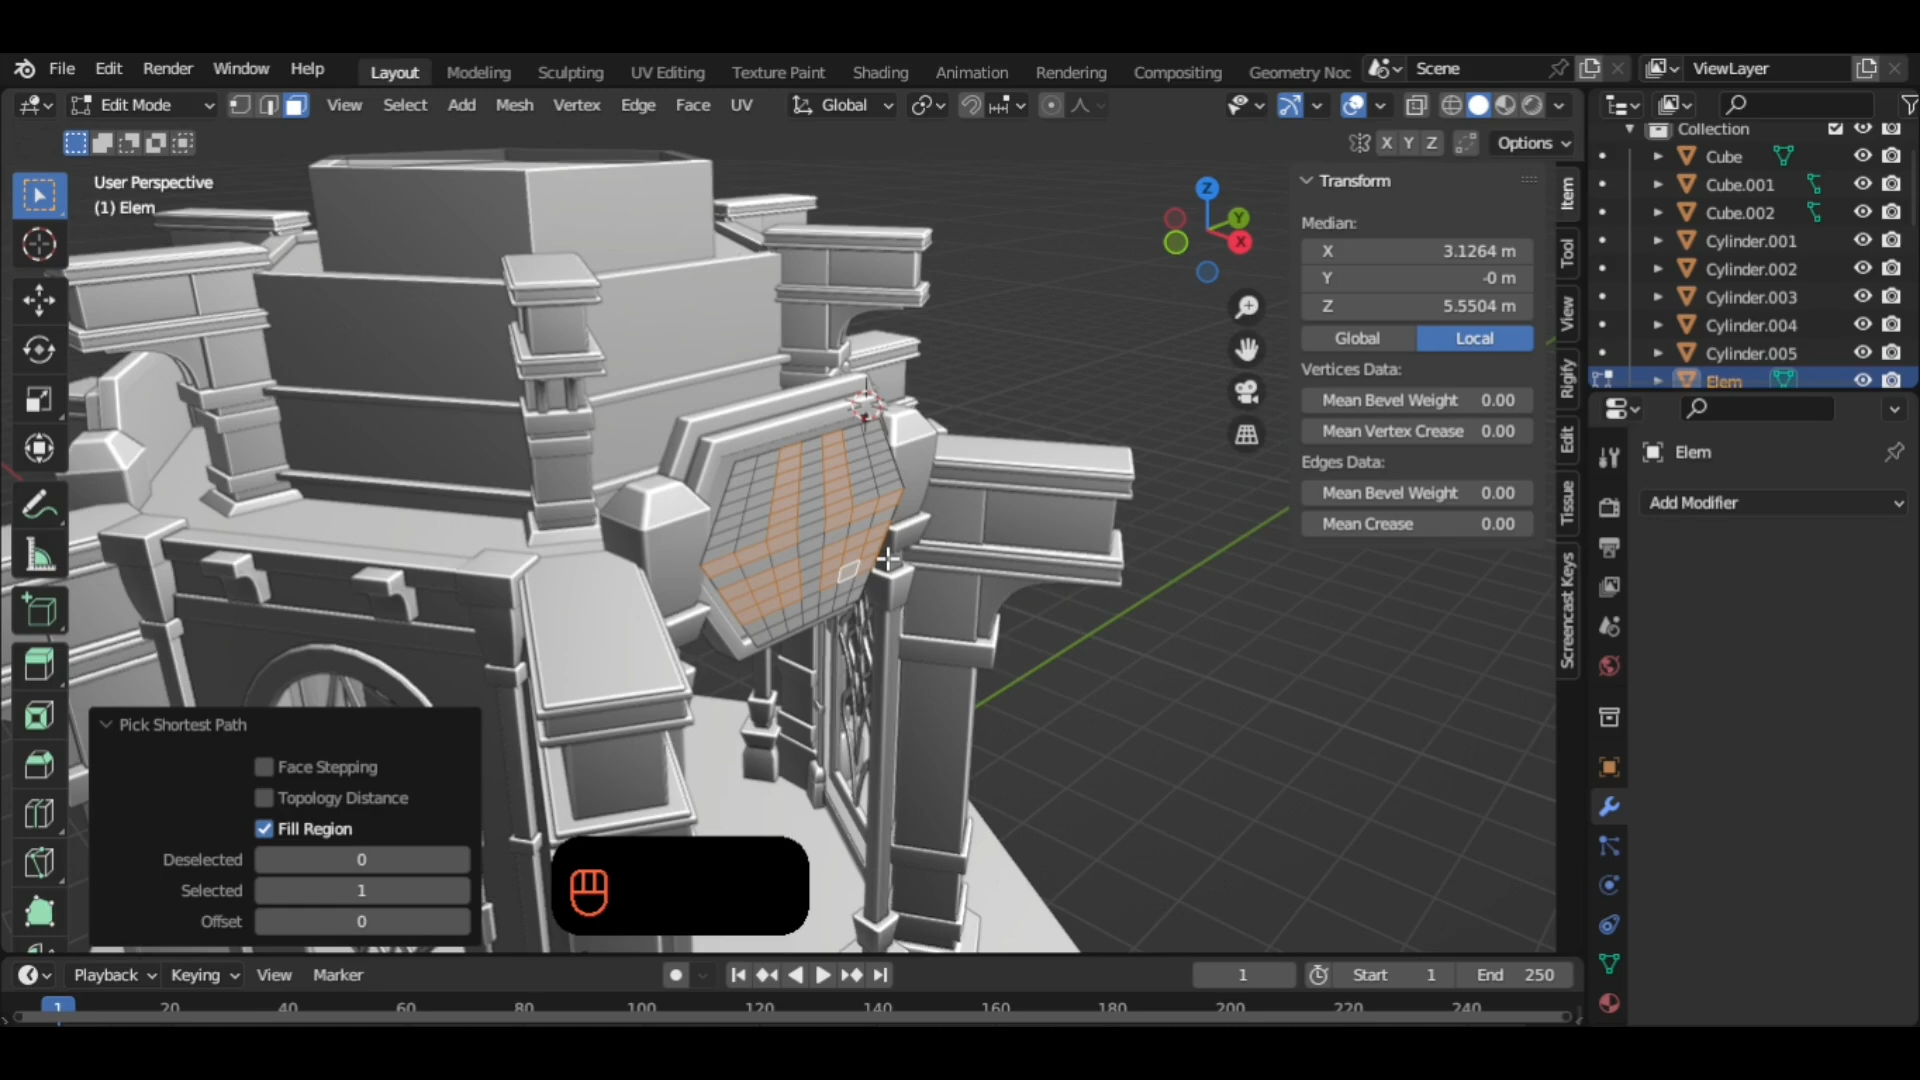 File Edit Render Window Help Layout Modeling Sculpting UV Editing Texture Paint Shading Animation Rendering Compositing Geometry Noc Scene ViewLayer
Edit Mode View Select Add Mesh Vertex Edge Face UV Global
X Y Z Options
User Perspective
(1) Elem
Z
Y
X
Transform
Median:
X 3.1264 m
Y -0 m
Z 5.5504 m
Global Local
Vertices Data:
Mean Bevel Weight 0.00
Mean Vertex Crease 0.00
Edges Data:
Mean Bevel Weight 0.00
Mean Crease 0.00
Item
Tool
View
Rigify
Edit
Tissue
Screencast Keys
Collection
Cube
Cube.001
Cube.002
Cylinder.001
Cylinder.002
Cylinder.003
Cylinder.004
Cylinder.005
Elem
Elem
Add Modifier
Pick Shortest Path
Face Stepping
Topology Distance
Fill Region
Deselected 0
Selected 1
Offset 0
Playback Keying View Marker 1 Start 1 End 250
1 20 40 60 80 100 120 140 160 180 200 220 240